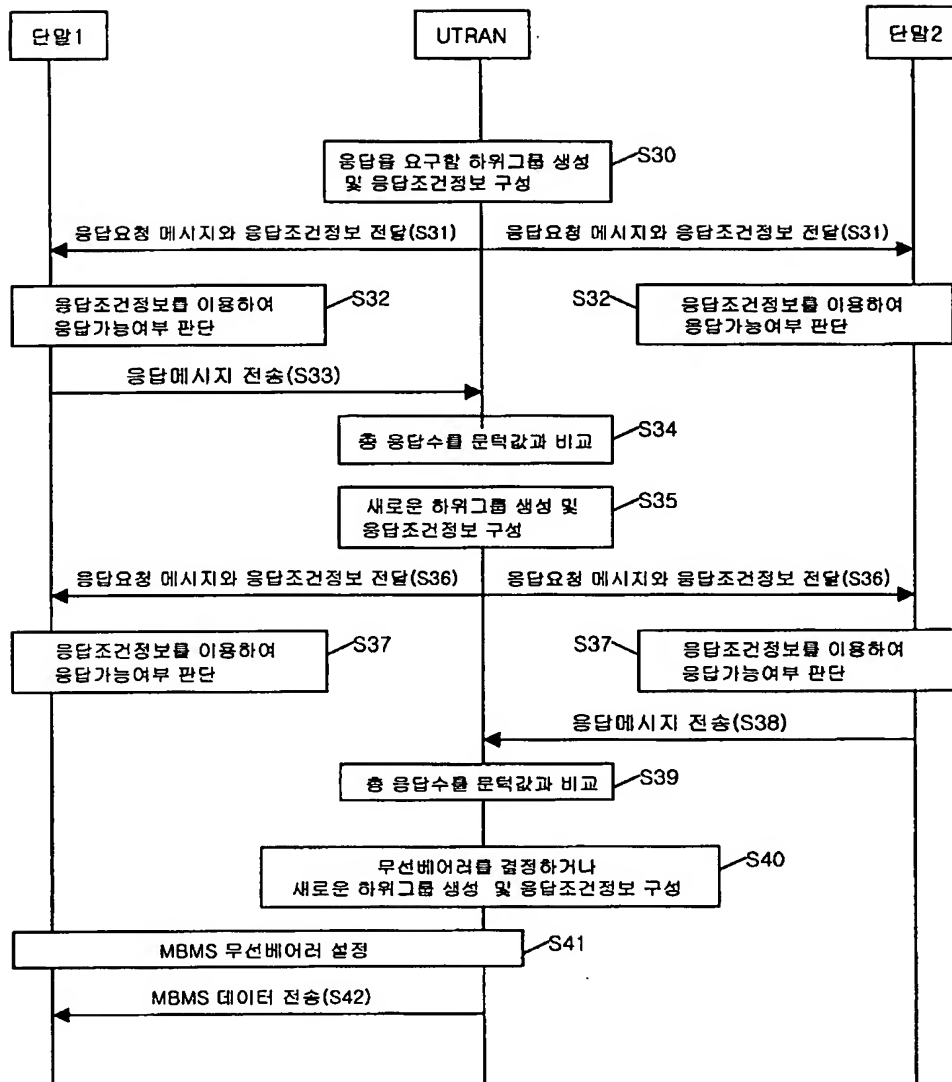 단말1
UTRAN
단말2
응답을 요구할 하위그룹 생성
및 응답조건정보 구성
S30
응답요청 메시지와 응답조건정보 전달(S31)
응답요청 메시지와 응답조건정보 전달(S31)
응답조건정보를 이용하여
응답가능여부 판단
S32
S32
응답조건정보를 이용하여
응답가능여부 판단
응답메시지 전송(S33)
총 응답수를 문턱값과 비교
S34
새로운 하위그룹 생성 및
응답조건정보 구성
S35
응답요청 메시지와 응답조건정보 전달(S36)
응답요청 메시지와 응답조건정보 전달(S36)
응답조건정보를 이용하여
응답가능여부 판단
S37
S37
응답조건정보를 이용하여
응답가능여부 판단
응답메시지 전송(S38)
총 응답수를 문턱값과 비교
S39
무선베어러를 결정하거나
새로운 하위그룹 생성 및 응답조건정보 구성
S40
MBMS 무선베어러 설정
S41
MBMS 데이터 전송(S42)